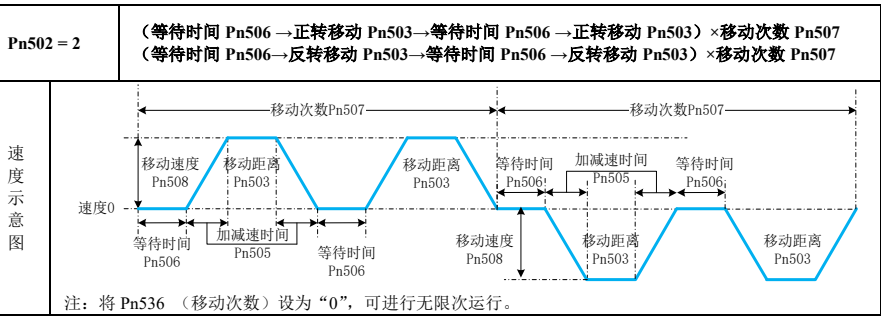 Pn502 = 2
（等待时间 Pn506 →正转移动 Pn503→等待时间 Pn506 →正转移动 Pn503）×移动次数 Pn507
（等待时间 Pn506→反转移动 Pn503→等待时间 Pn506 →反转移动 Pn503）×移动次数 Pn507
速
度
示
意
图
移动次数Pn507
移动次数Pn507
移动速度
Pn508
移动距离
Pn503
移动距离
Pn503
等待时间
Pn506
加减速时间
Pn505
等待时间
Pn506
速度0
等待时间
Pn506
加减速时间
Pn505
等待时间
Pn506
移动速度
Pn508
移动距离
Pn503
移动距离
Pn503
注：将 Pn536 （移动次数）设为“0”，可进行无限次运行。